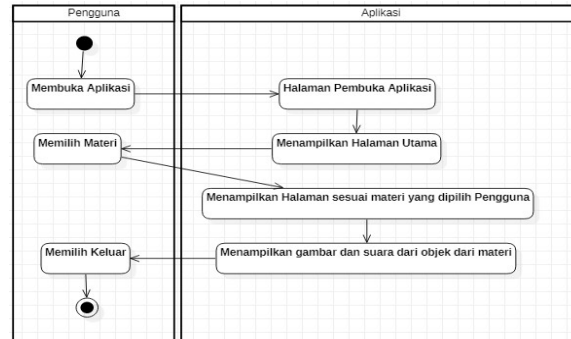 Pengguna
Aplikasi
Membuka Aplikasi
Halaman Pembuka Aplikasi
Memilih Materi
Menampilkan Halaman Utama
Menampilkan Halaman sesuai materi yang dipilih Pengguna
Memilih Keluar
Menampilkan gambar dan suara dari objek dari materi